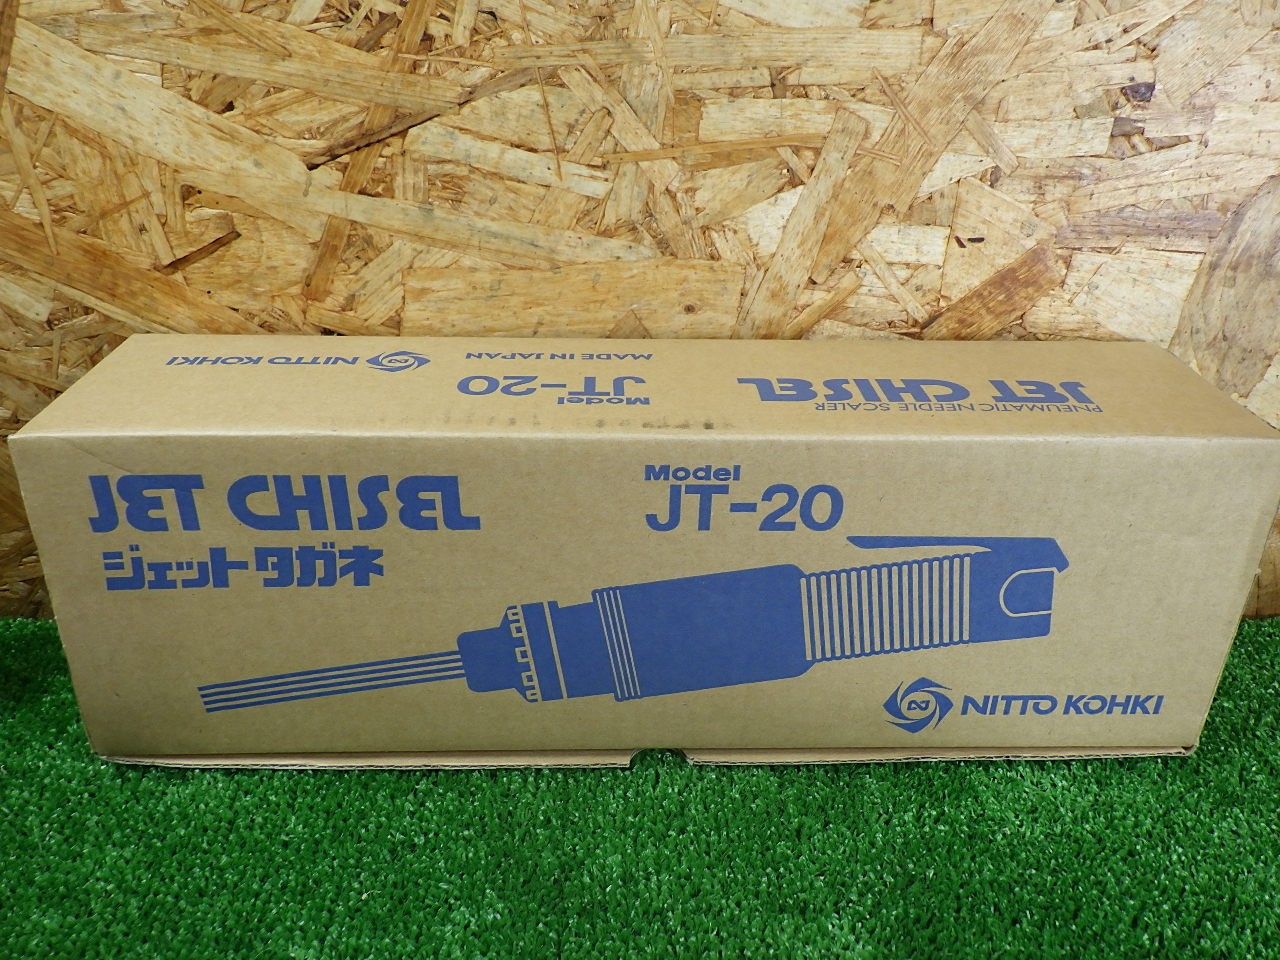 JET CHISEL
ジェットタガネ
Model
JT-20
NITTO KOHKI
PNEUMATIC NEEDLE SCALER
JET CHISEL
Model
JT-20
MADE IN JAPAN
NITTO KOHKI